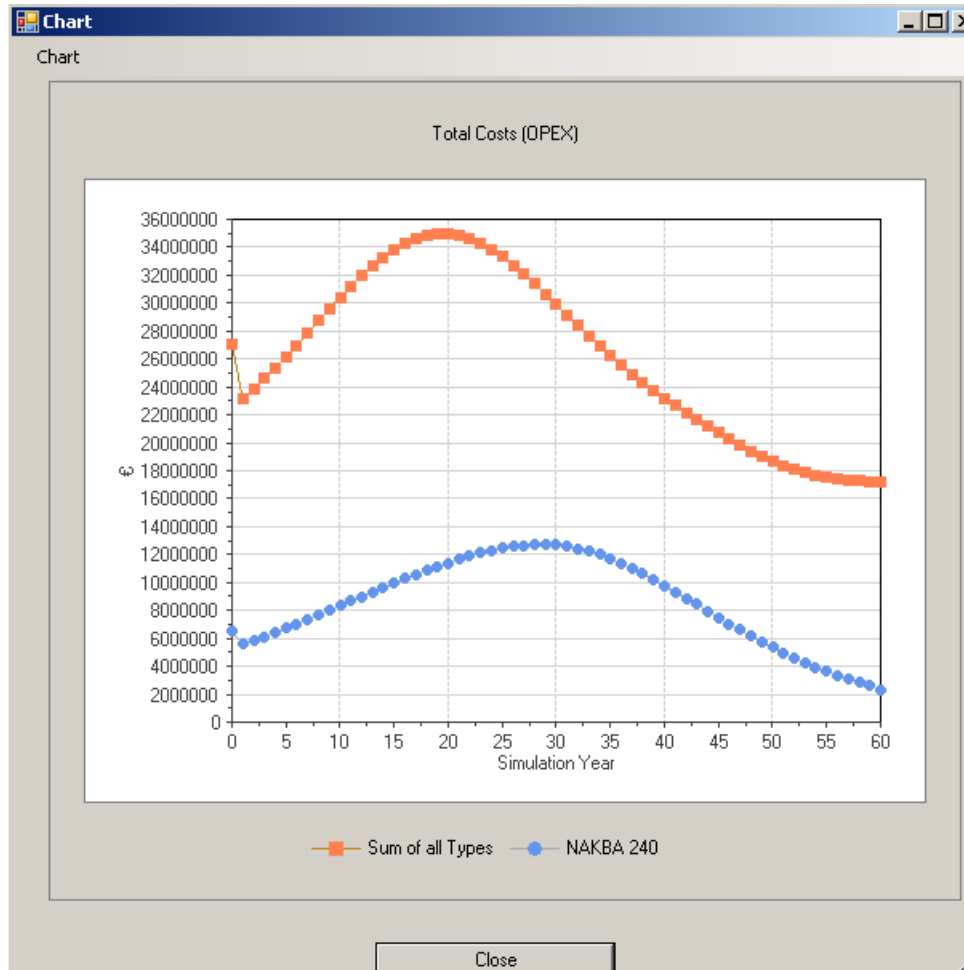 Chart
Chart
Total Costs (OPEX)
36000000
34000000
32000000
30000000
28000000
26000000
24000000
22000000
20000000
18000000
16000000
14000000
12000000
10000000
8000000
6000000
4000000
2000000
0
€
0 5 10 15 20 25 30 35 40 45 50 55 60
Simulation Year
Sum of all Types NAKBA 240
Close